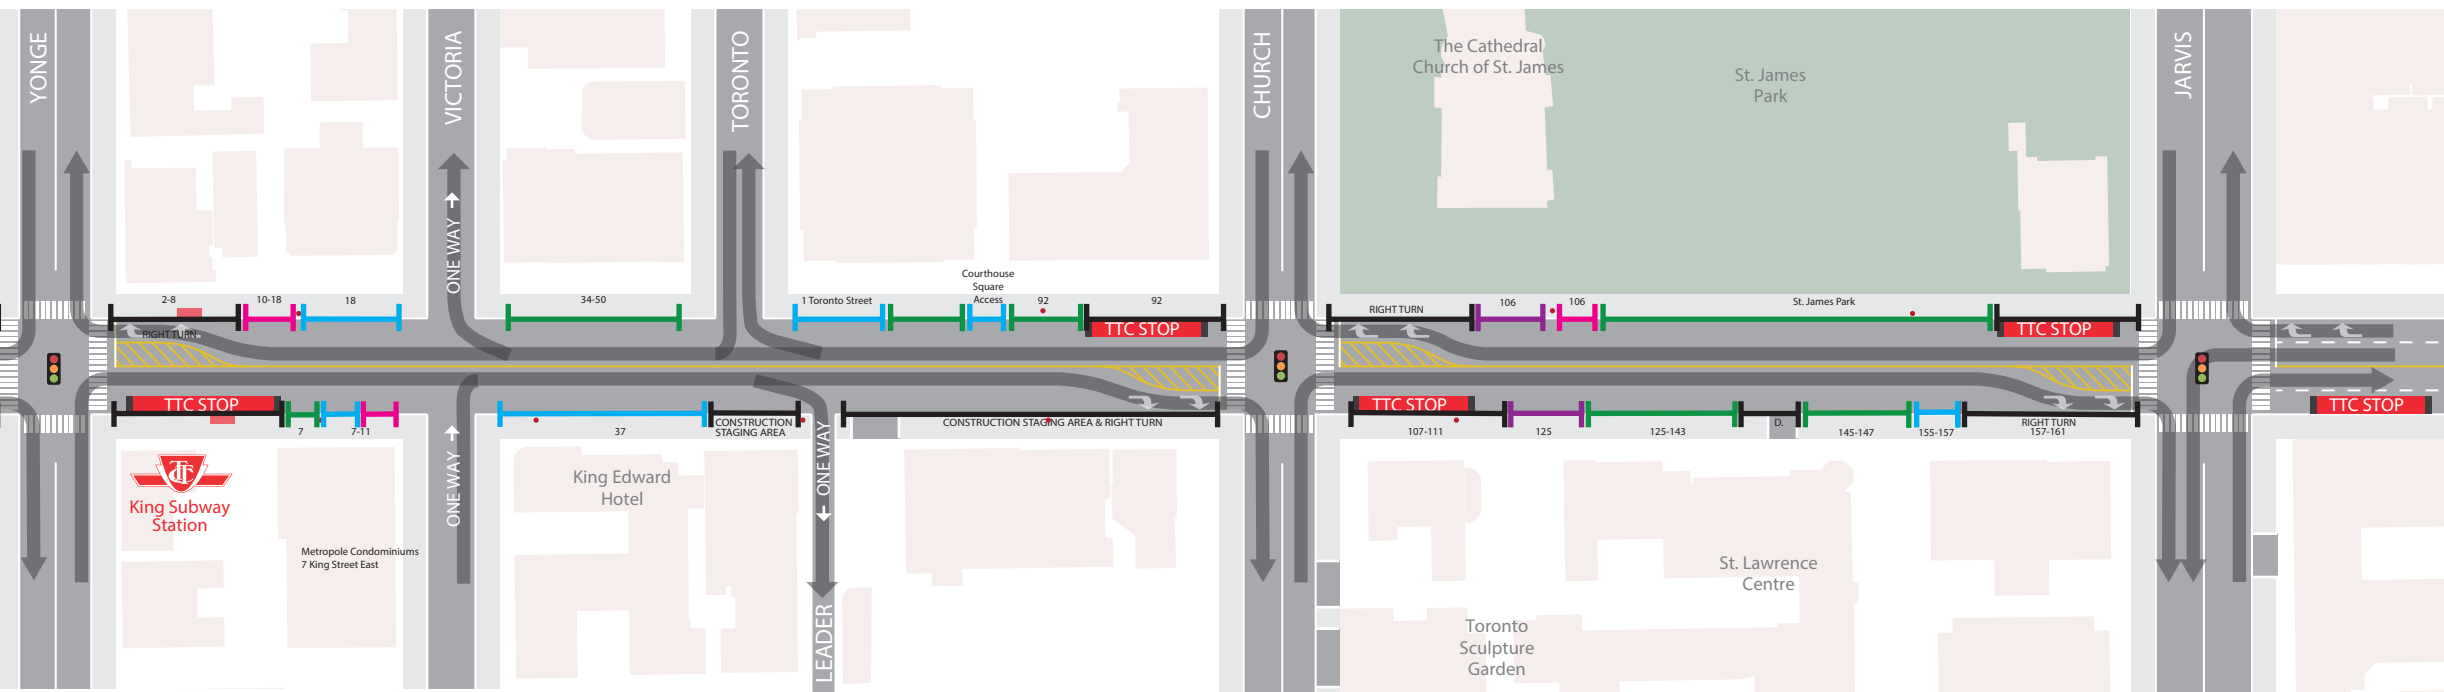 YONGE
VICTORIA
TORONTO
CHURCH
JARVIS
The Cathedral
Church of St. James
St. James
Park
ONE WAY
2-8
10-18
18
34-50
1 Toronto Street
Courthouse
Square
Access
92
92
RIGHT TURN
106
106
St. James Park
RIGHT TURN
TTC STOP
TTC STOP
TTC STOP
TTC STOP
TTC STOP
7
7-11
37
CONSTRUCTION
STAGING AREA
CONSTRUCTION STAGING AREA & RIGHT TURN
107-111
125
125-143
D.
145-147
155-157
RIGHT TURN
157-161
ONE WAY
ONE WAY
TTC
King Subway
Station
Metropole Condominiums
7 King Street East
King Edward
Hotel
LEADER
St. Lawrence
Centre
Toronto
Sculpture
Garden